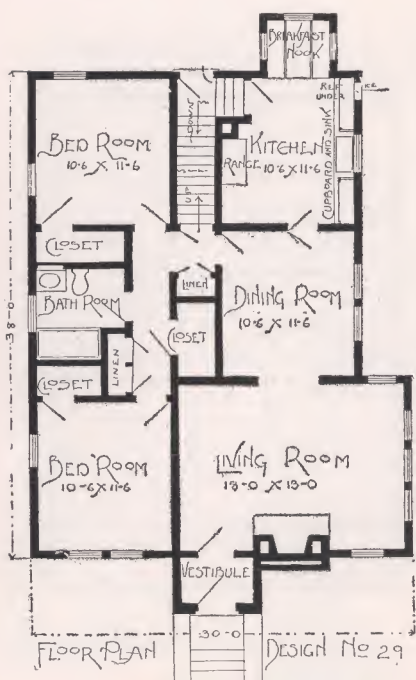 BREAKFAST
NOOK
REF
UNDER
ICE
DOWN
BED ROOM
10-6 X 11-6
KITCHEN
10-6 X 11-6
RANGE
CUPBOARD AND SINK
UP
CLOSET
LINEN
BATH ROOM
DINING ROOM
10-6 X 11-6
38-0
CLOSET
LINEN
CLOSET
BED ROOM
10-6 X 11-6
LIVING ROOM
13-0 X 13-0
VESTIBULE
30-0
FLOOR PLAN
DESIGN NO 29